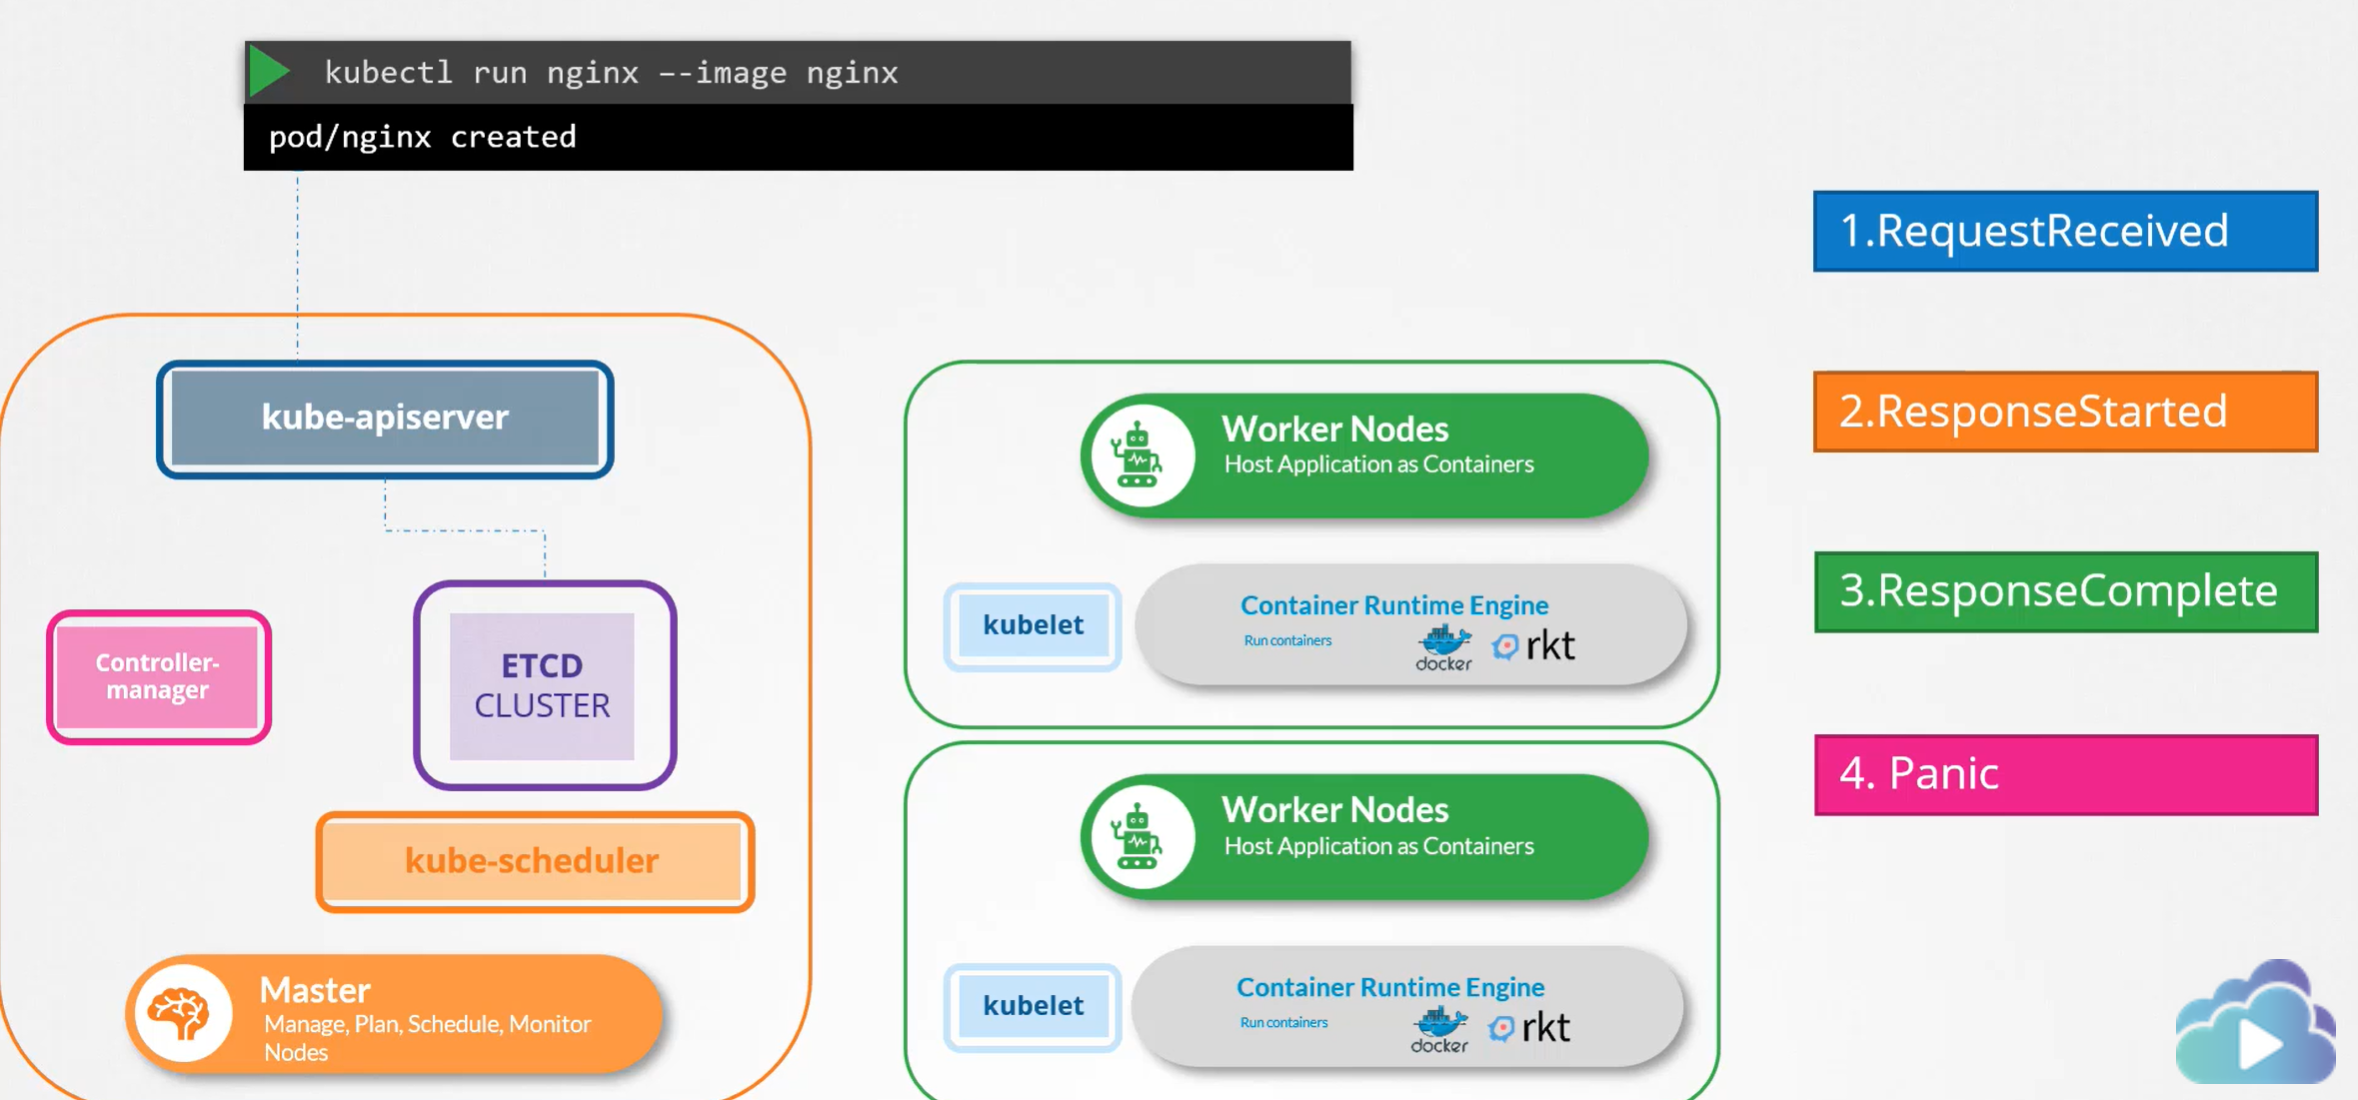 kubectl run nginx –-image nginx
pod/nginx created
1.RequestReceived
2.ResponseStarted
3.ResponseComplete
4. Panic
kube-apiserver
Controller-
manager
ETCD
CLUSTER
kube-scheduler
Master
Manage, Plan, Schedule, Monitor
Nodes
Worker Nodes
Host Application as Containers
kubelet
Container Runtime Engine
Run containers
docker
rkt
Worker Nodes
Host Application as Containers
kubelet
Container Runtime Engine
Run containers
docker
rkt